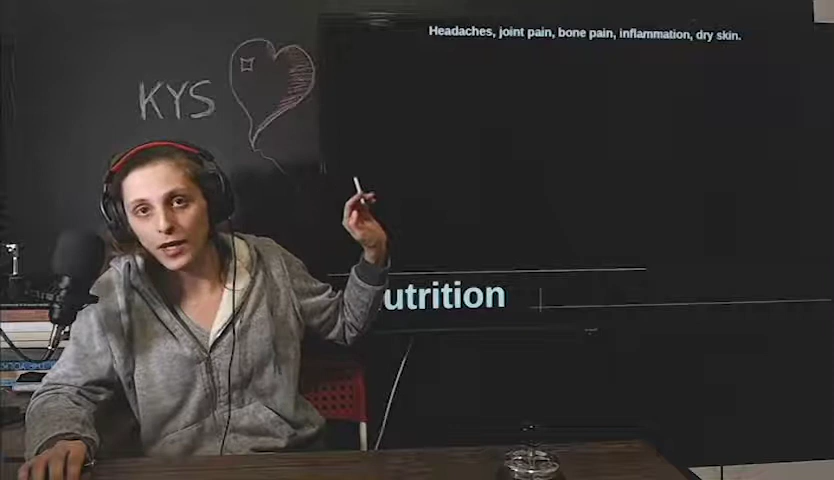 Headaches, joint pain, bone pain, inflammation, dry skin.
KYS
utrition